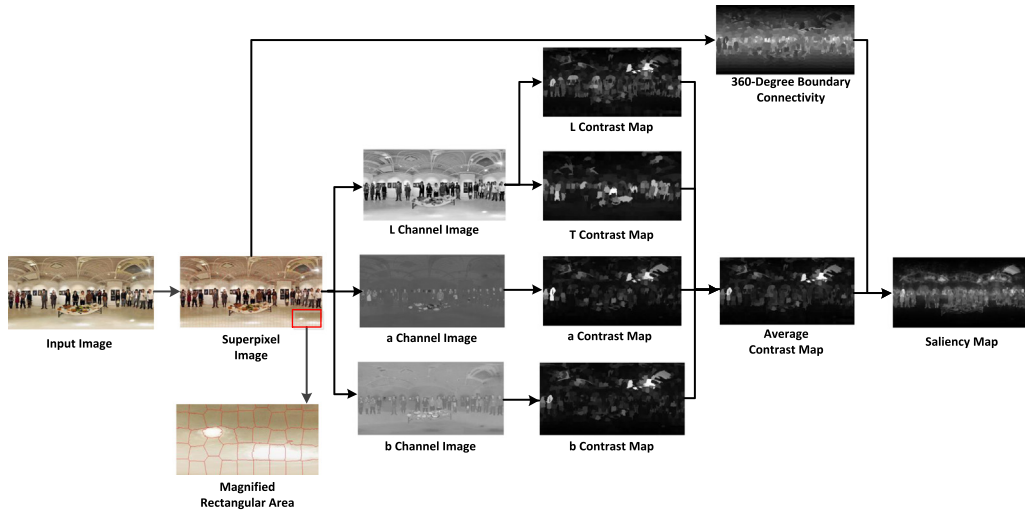 360-Degree Boundary
Connectivity
L Contrast Map
L Channel Image
T Contrast Map
Input Image
Superpixel
Image
a Channel Image
a Contrast Map
Average
Contrast Map
Saliency Map
b Channel Image
b Contrast Map
Magnified
Rectangular Area